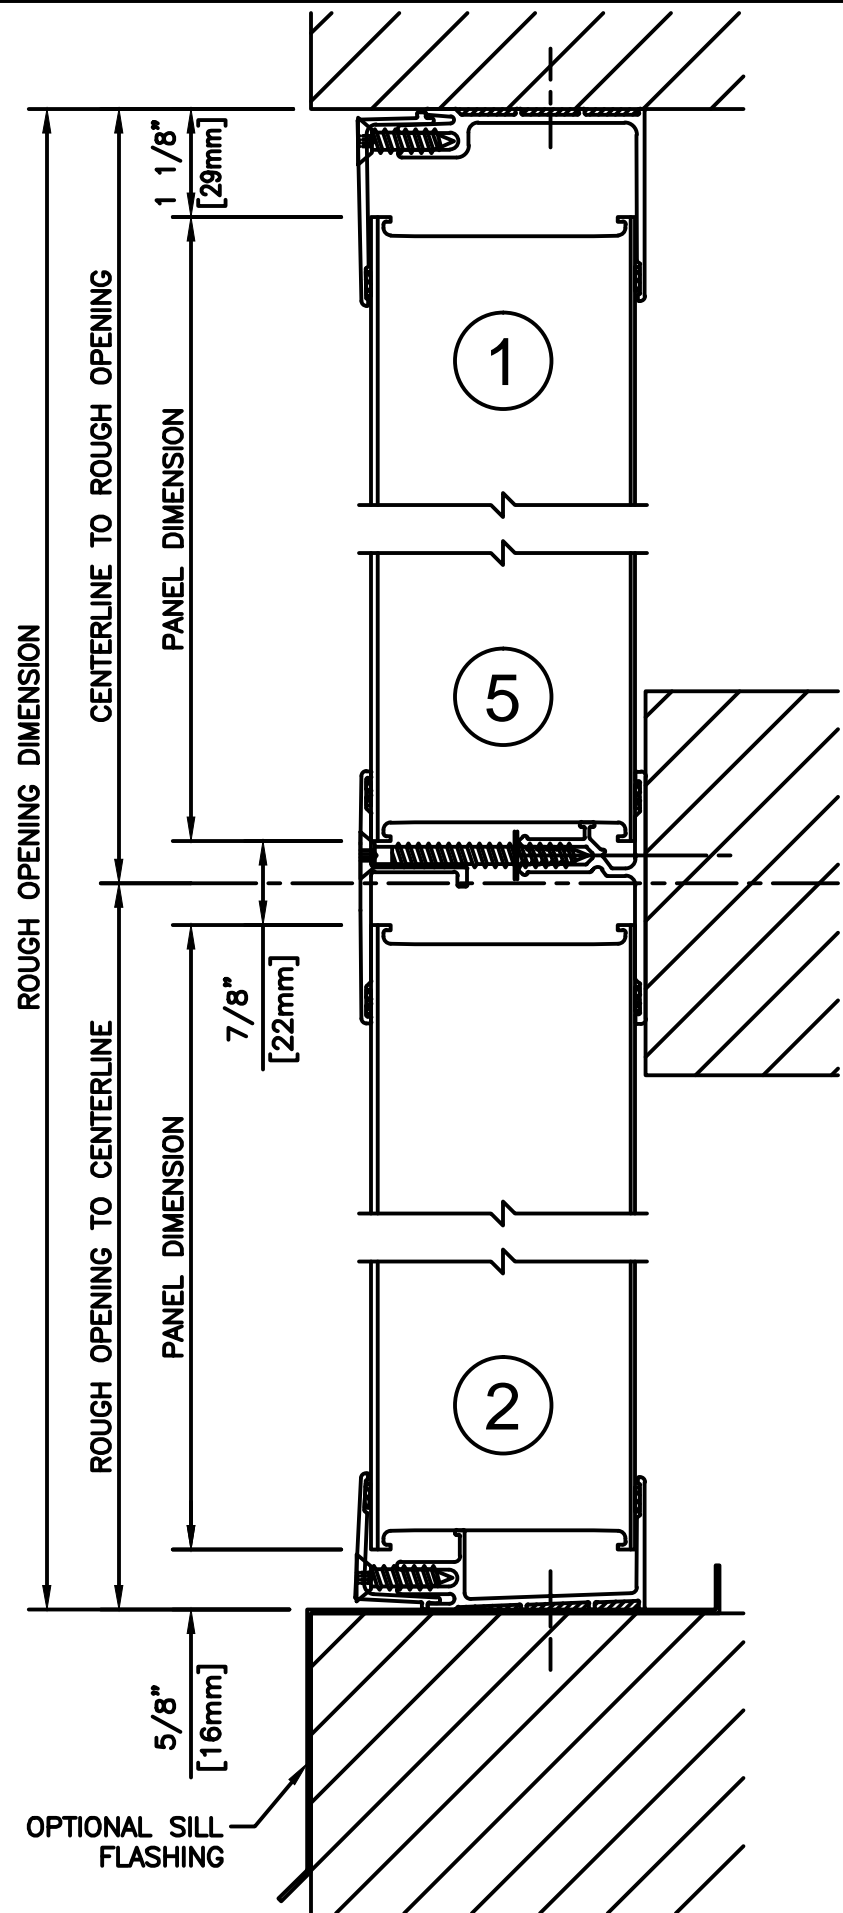 1 1/8"
[29mm]
CENTERLINE TO ROUGH OPENING
PANEL DIMENSION
ROUGH OPENING DIMENSION
1
5
7/8"
[22mm]
ROUGH OPENING TO CENTERLINE
PANEL DIMENSION
2
5/8"
[16mm]
OPTIONAL SILL
FLASHING